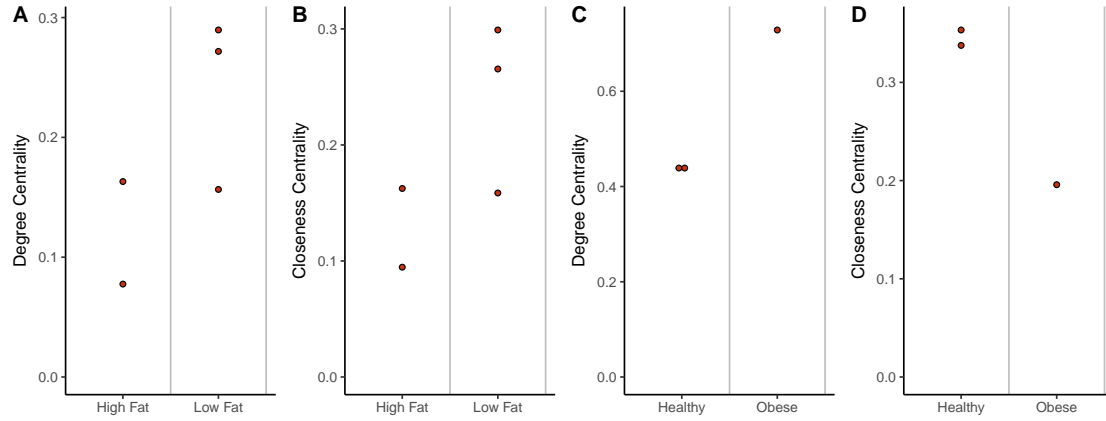 A
Degree Centrality
0.3
0.2
0.1
0.0
High Fat
Low Fat
B
Closeness Centrality
0.3
0.2
0.1
0.0
High Fat
Low Fat
C
Degree Centrality
0.6
0.4
0.2
0.0
Healthy
Obese
D
Closeness Centrality
0.3
0.2
0.1
0.0
Healthy
Obese